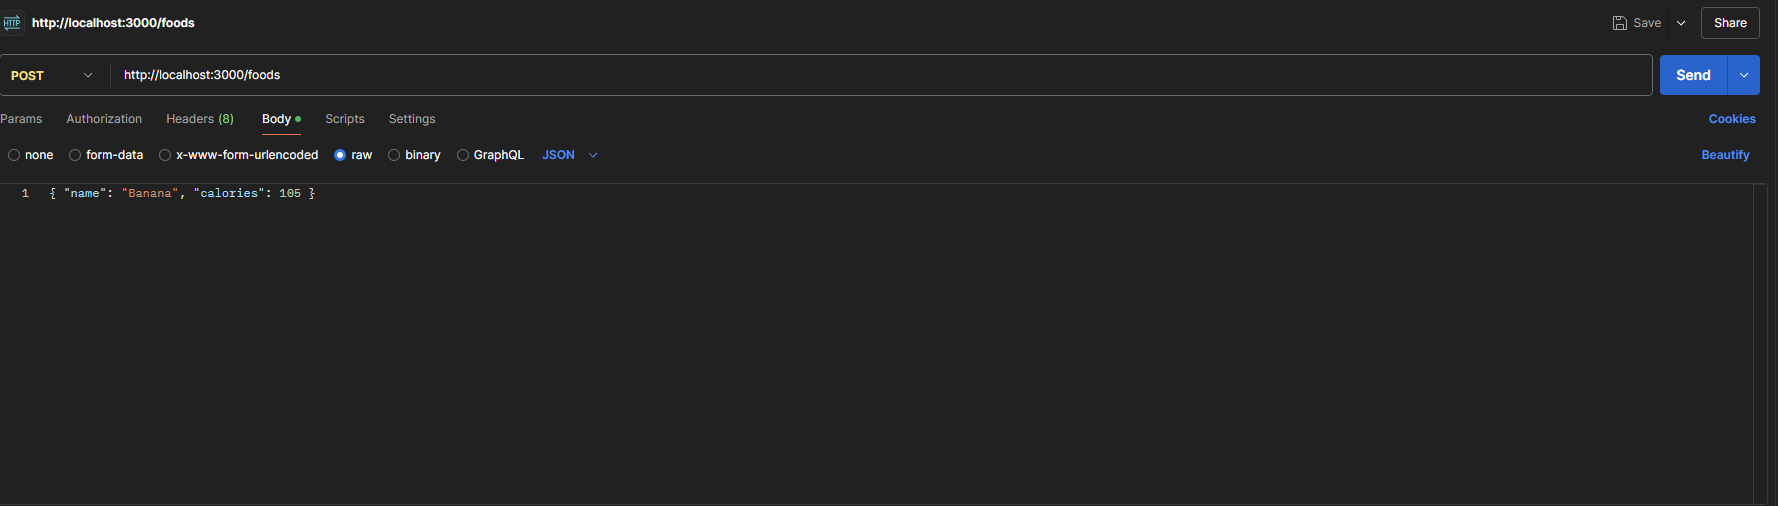 HTTP http://localhost:3000/foods Save Share
POST http://localhost:3000/foods Send
Params Authorization Headers (8) Body Scripts Settings Cookies
none form-data x-www-form-urlencoded raw binary GraphQL JSON Beautify
1 { "name": "Banana", "calories": 105 }